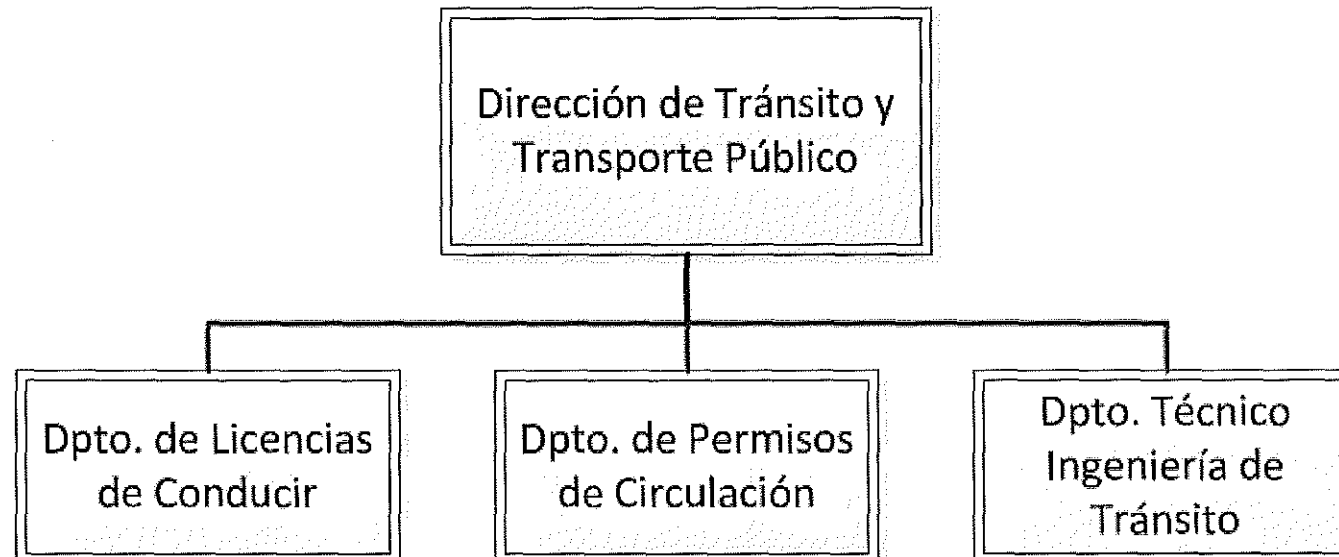 Dirección de Tránsito y
Transporte Público
Dpto. de Licencias
de Conducir
Dpto. de Permisos
de Circulación
Dpto. Técnico
Ingeniería de
Tránsito